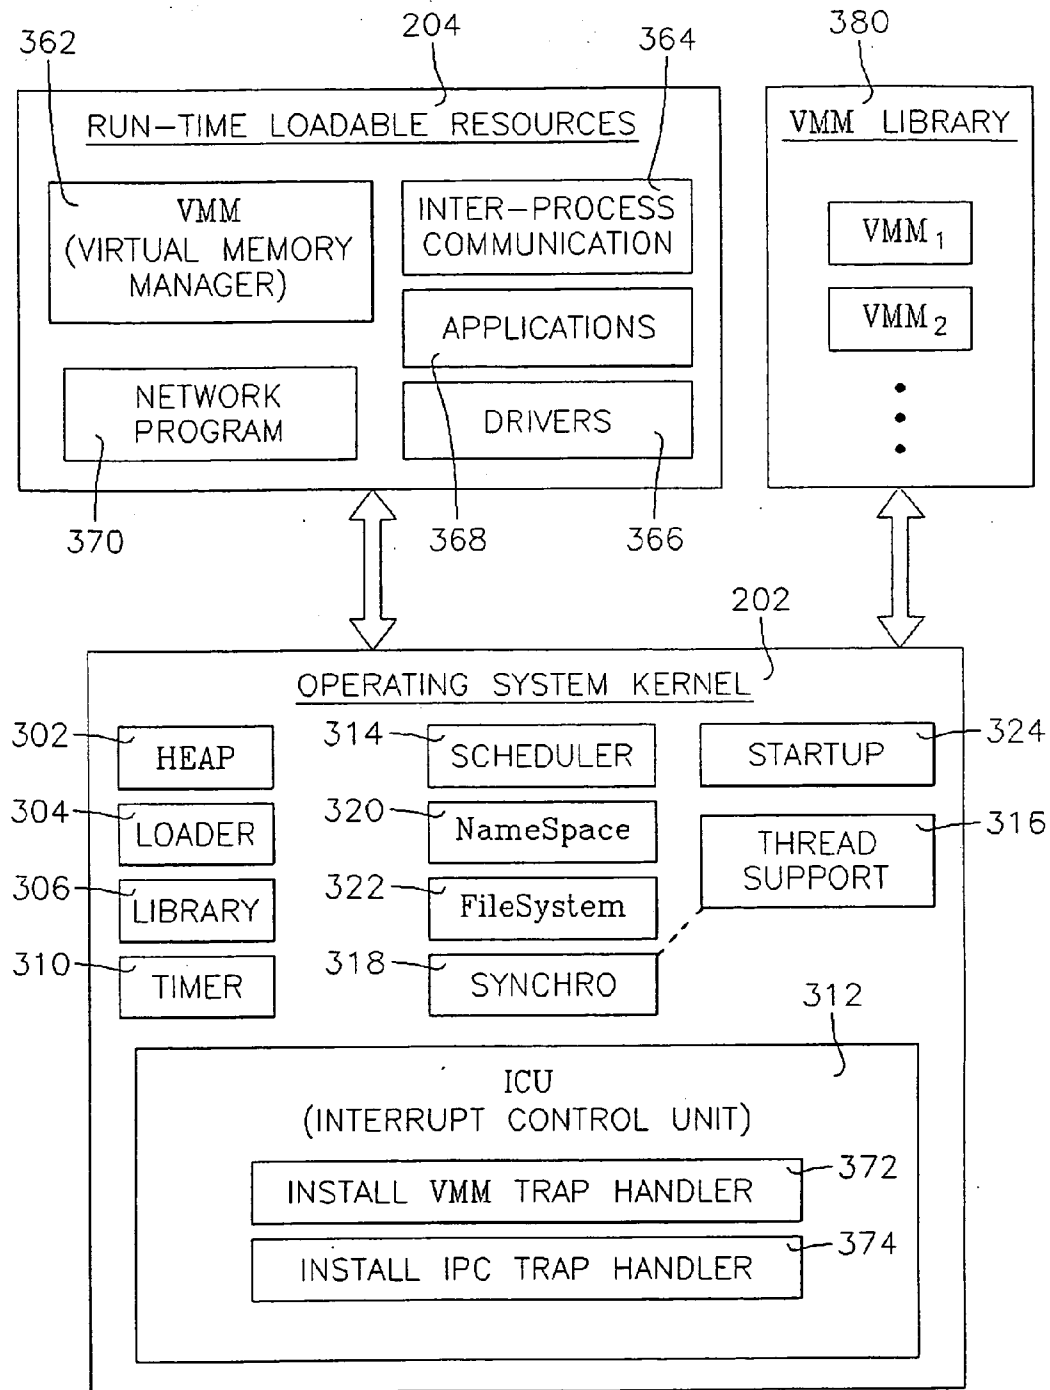 204
362
364
380
RUN-TIME LOADABLE RESOURCES
VMM
(VIRTUAL MEMORY
MANAGER)
INTER-PROCESS
COMMUNICATION
APPLICATIONS
NETWORK
PROGRAM
DRIVERS
VMM LIBRARY
VMM1
VMM2
370
368
366
202
OPERATING SYSTEM KERNEL
302
HEAP
314
SCHEDULER
STARTUP
324
304
LOADER
320
NameSpace
THREAD
SUPPORT
316
306
LIBRARY
322
FileSystem
310
TIMER
318
SYNCHRO
312
ICU
(INTERRUPT CONTROL UNIT)
INSTALL VMM TRAP HANDLER
372
INSTALL IPC TRAP HANDLER
374